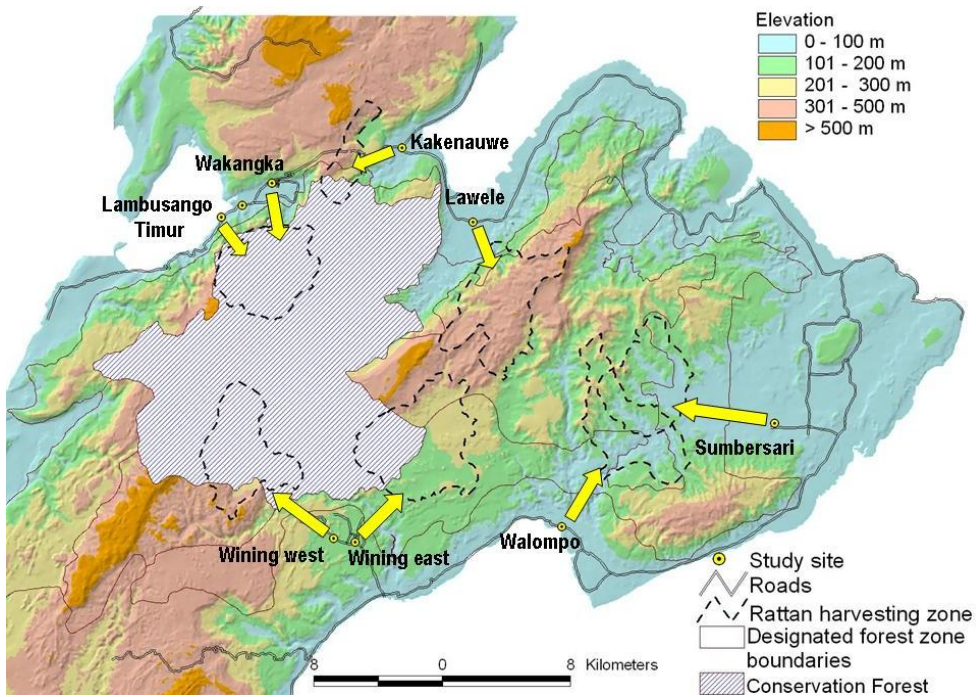 Elevation
0 - 100 m
101 - 200 m
201 - 300 m
301 - 500 m
> 500 m
Kakenauwe
Wakangka
Lawele
Lambusango
Timur
Sumbersari
Walompo
Wining west
Wining east
Study site
Roads
Rattan harvesting zone
Designated forest zone
boundaries
Conservation Forest
8 0 8 Kilometers